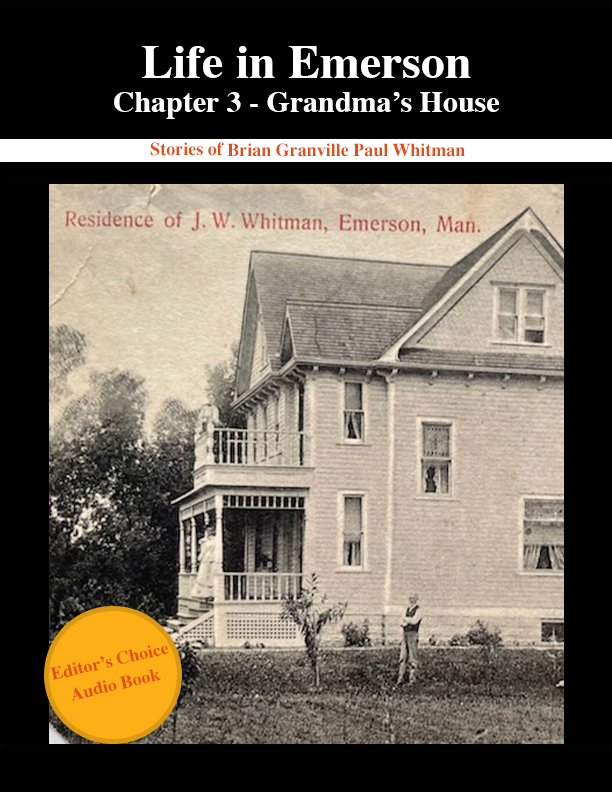 Life in Emerson
Chapter 3 - Grandma’s House
Stories of Brian Granville Paul Whitman
Residence of J. W. Whitman, Emerson, Man.
Editor’s Choice
Audio Book